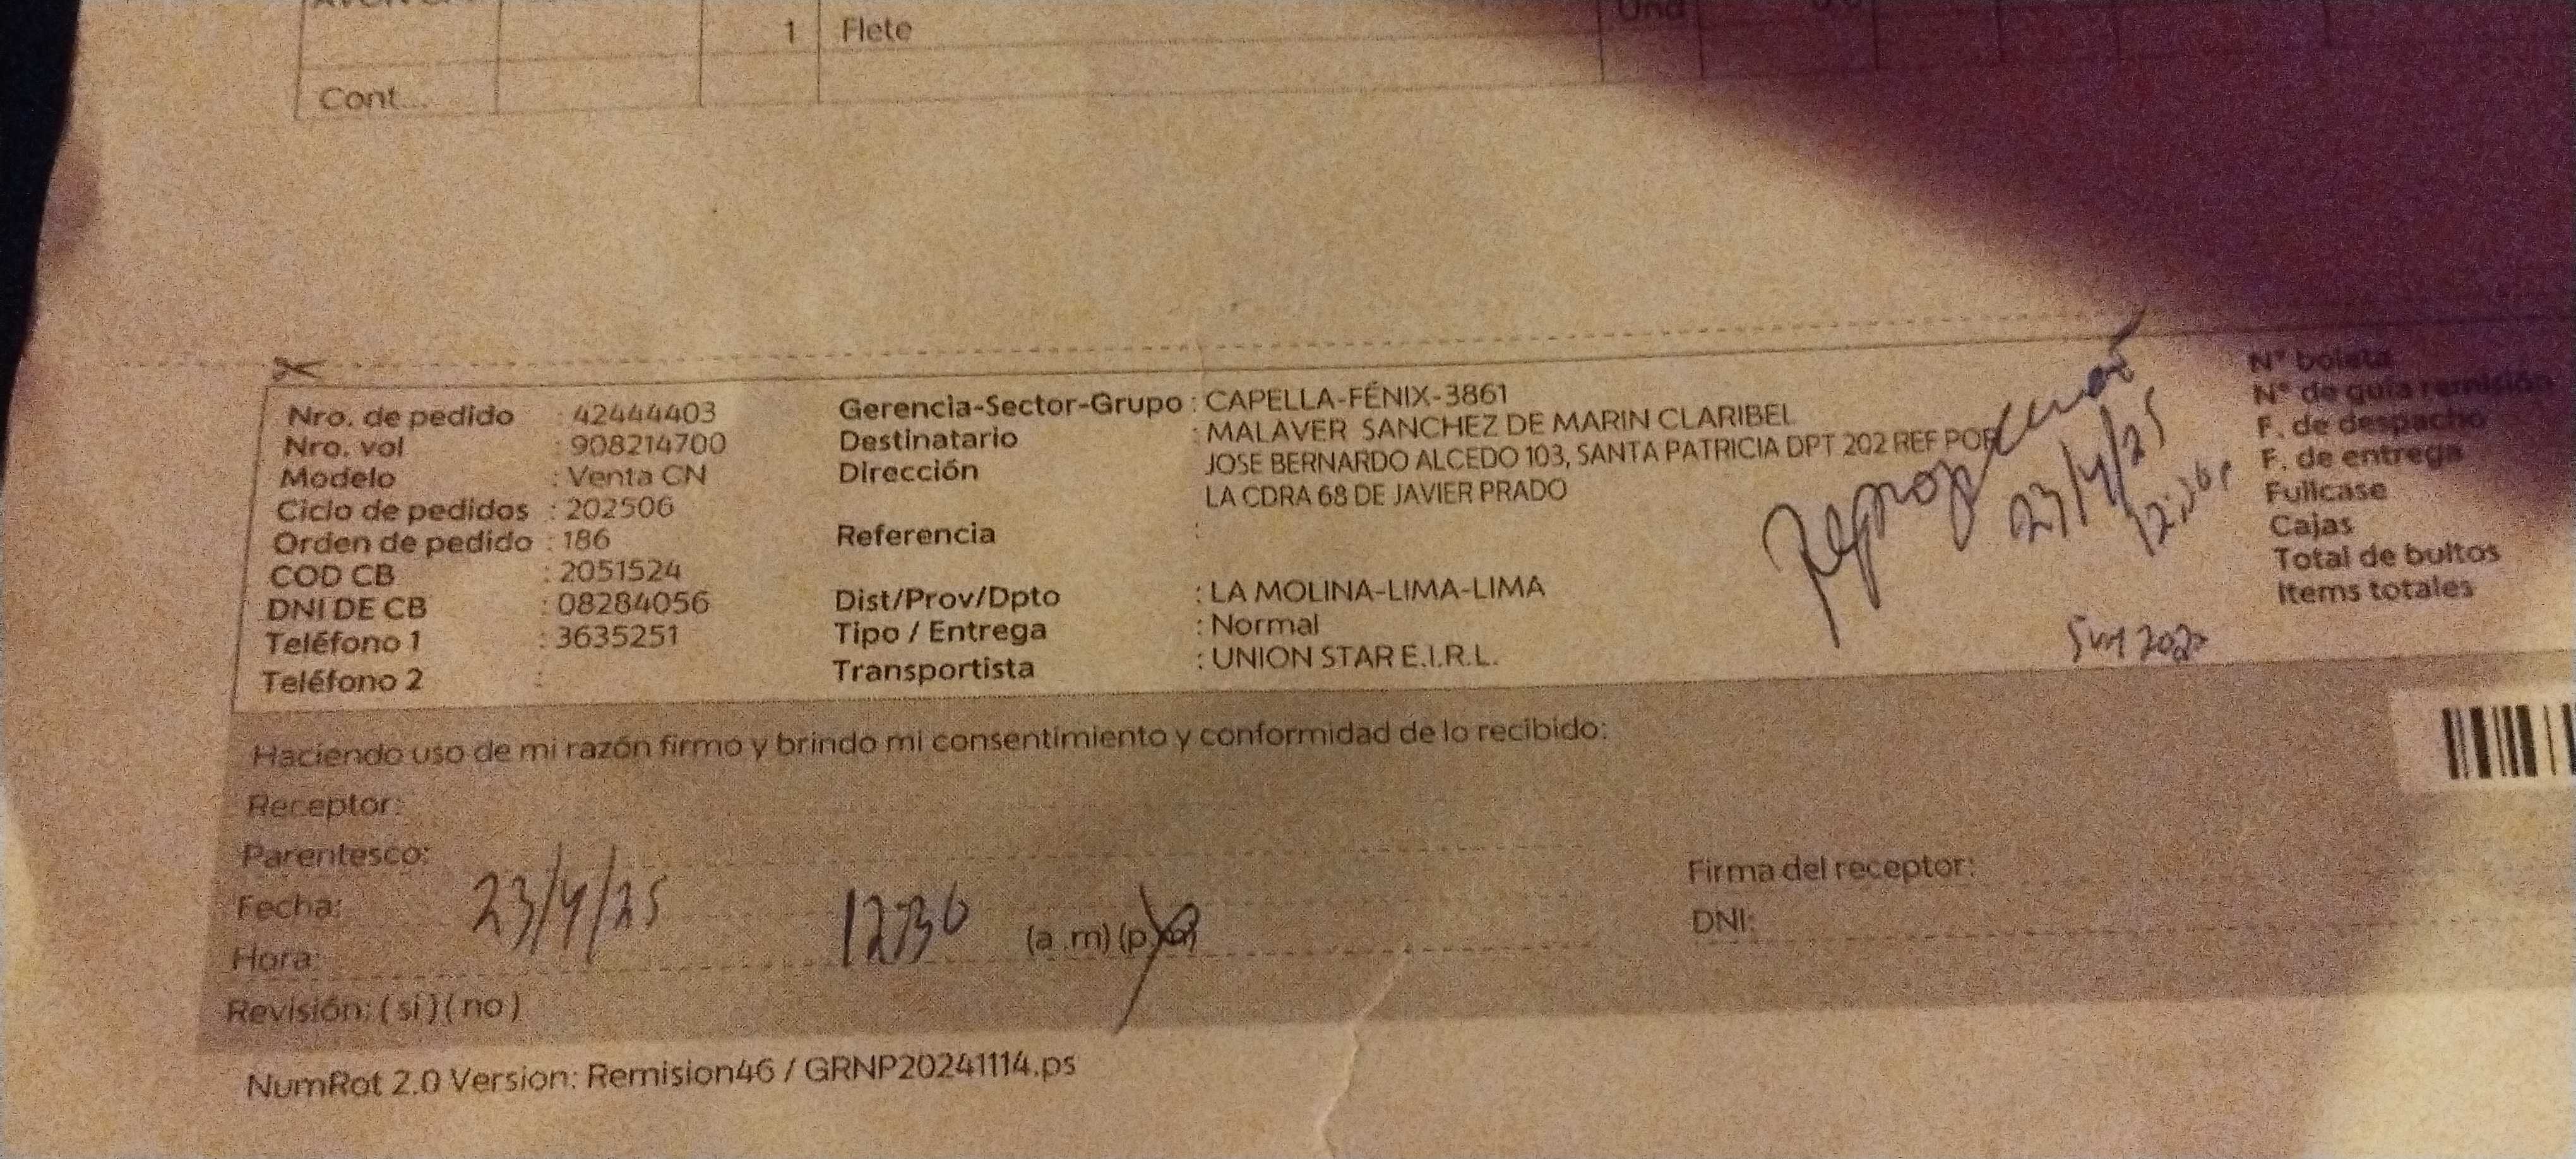 1 Flete Und
Cont...
Nro. de pedido : 42444403
Nro. vol : 908214700
Modelo : Venta CN
Ciclo de pedidos : 202506
Orden de pedido : 186
COD CB : 2051524
DNI DE CB : 08284056
Teléfono 1 : 3635251
Teléfono 2 :
Gerencia-Sector-Grupo : CAPELLA-FÉNIX-3861
Destinatario : MALAVER SANCHEZ DE MARIN CLARIBEL
Dirección JOSE BERNARDO ALCEDO 103, SANTA PATRICIA DPT 202 REF POR
LA CDRA 68 DE JAVIER PRADO
Referencia :
Dist/Prov/Dpto : LA MOLINA-LIMA-LIMA
Tipo / Entrega : Normal
Transportista : UNION STAR E.I.R.L.
23/4/25
N° boleta
N° de guía remisión
F. de despacho
F. de entrega
Fullcase
Cajas
Total de bultos
Items totales
Haciendo uso de mi razón firmo y brindo mi consentimiento y conformidad de lo recibido:
Receptor:
Parentesco:
Fecha: 23/4/25
Hora: 12:30 (a .m) (p .m)
Revisión: ( sí ) ( no )
Firma del receptor:
DNI:
NumRot 2.0 Version: Remision46 / GRNP20241114.ps